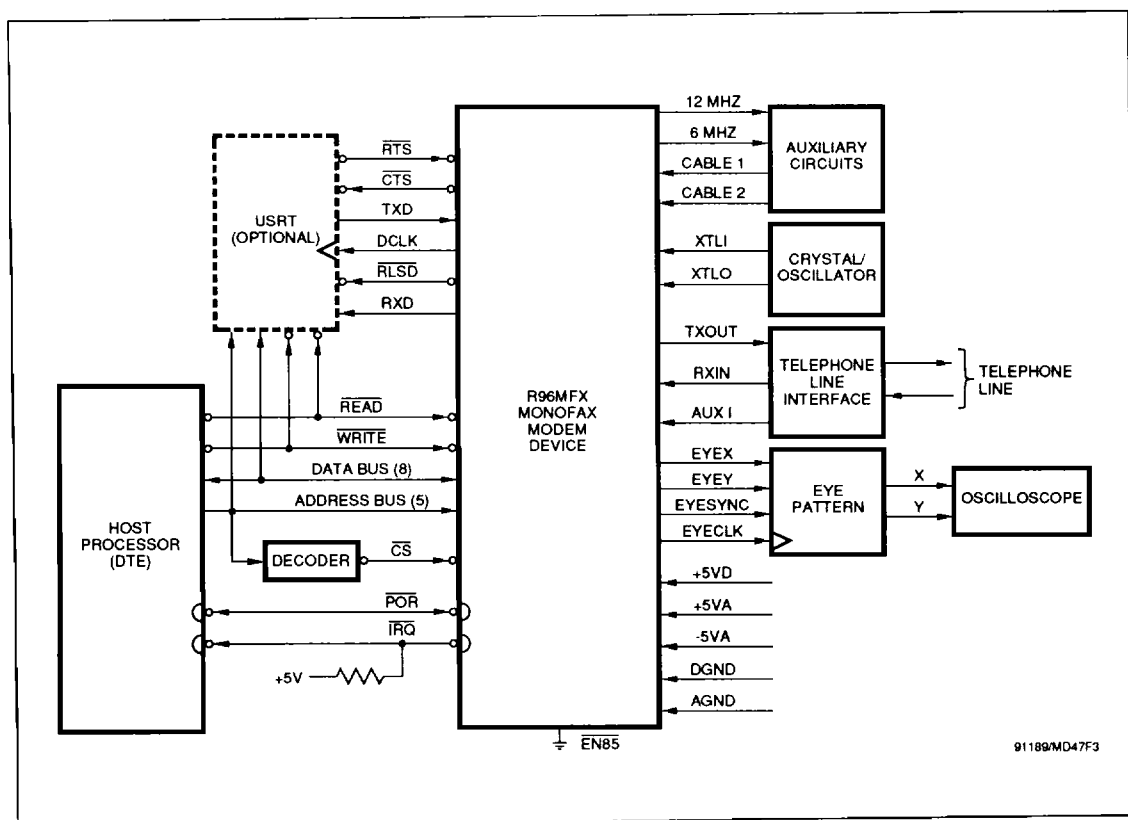 12 MHZ
6 MHZ
CABLE 1
CABLE 2
AUXILIARY
CIRCUITS
RTS
CTS
TXD
DCLK
RLSD
RXD
USRT
(OPTIONAL)
XTLI
XTLO
CRYSTAL/
OSCILLATOR
TXOUT
RXIN
AUX I
TELEPHONE
LINE
INTERFACE
TELEPHONE
LINE
R96MFX
MONOFAX
MODEM
DEVICE
READ
WRITE
DATA BUS (8)
ADDRESS BUS (5)
HOST
PROCESSOR
(DTE)
DECODER
CS
POR
IRQ
+5V
EYEX
EYEY
EYESYNC
EYECLK
EYE
PATTERN
X
Y
OSCILLOSCOPE
+5VD
+5VA
-5VA
DGND
AGND
EN85
91189/MD47F3